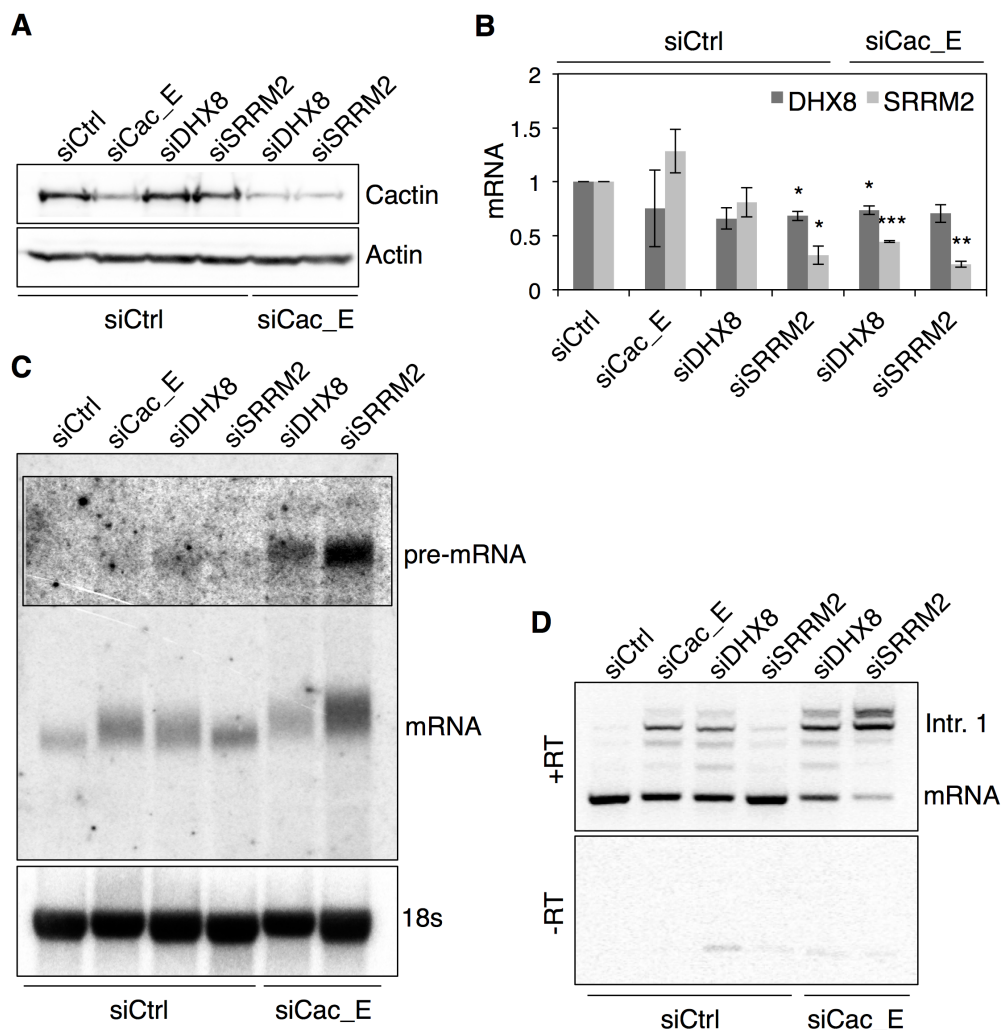 A
siCtrl
siCac_E
siDHX8
siSRRM2
siDHX8
siSRRM2
Cactin
Actin
siCtrl
siCac_E
B
siCtrl
siCac_E
DHX8
SRRM2
mRNA
2
1.5
1
0.5
0
*
*
*
***
**
siCtrl
siCac_E
siDHX8
siSRRM2
siDHX8
siSRRM2
C
siCtrl
siCac_E
siDHX8
siSRRM2
siDHX8
siSRRM2
pre-mRNA
mRNA
18s
siCtrl
siCac_E
D
siCtrl
siCac_E
siDHX8
siSRRM2
siDHX8
siSRRM2
+RT
Intr. 1
mRNA
-RT
siCtrl
siCac E